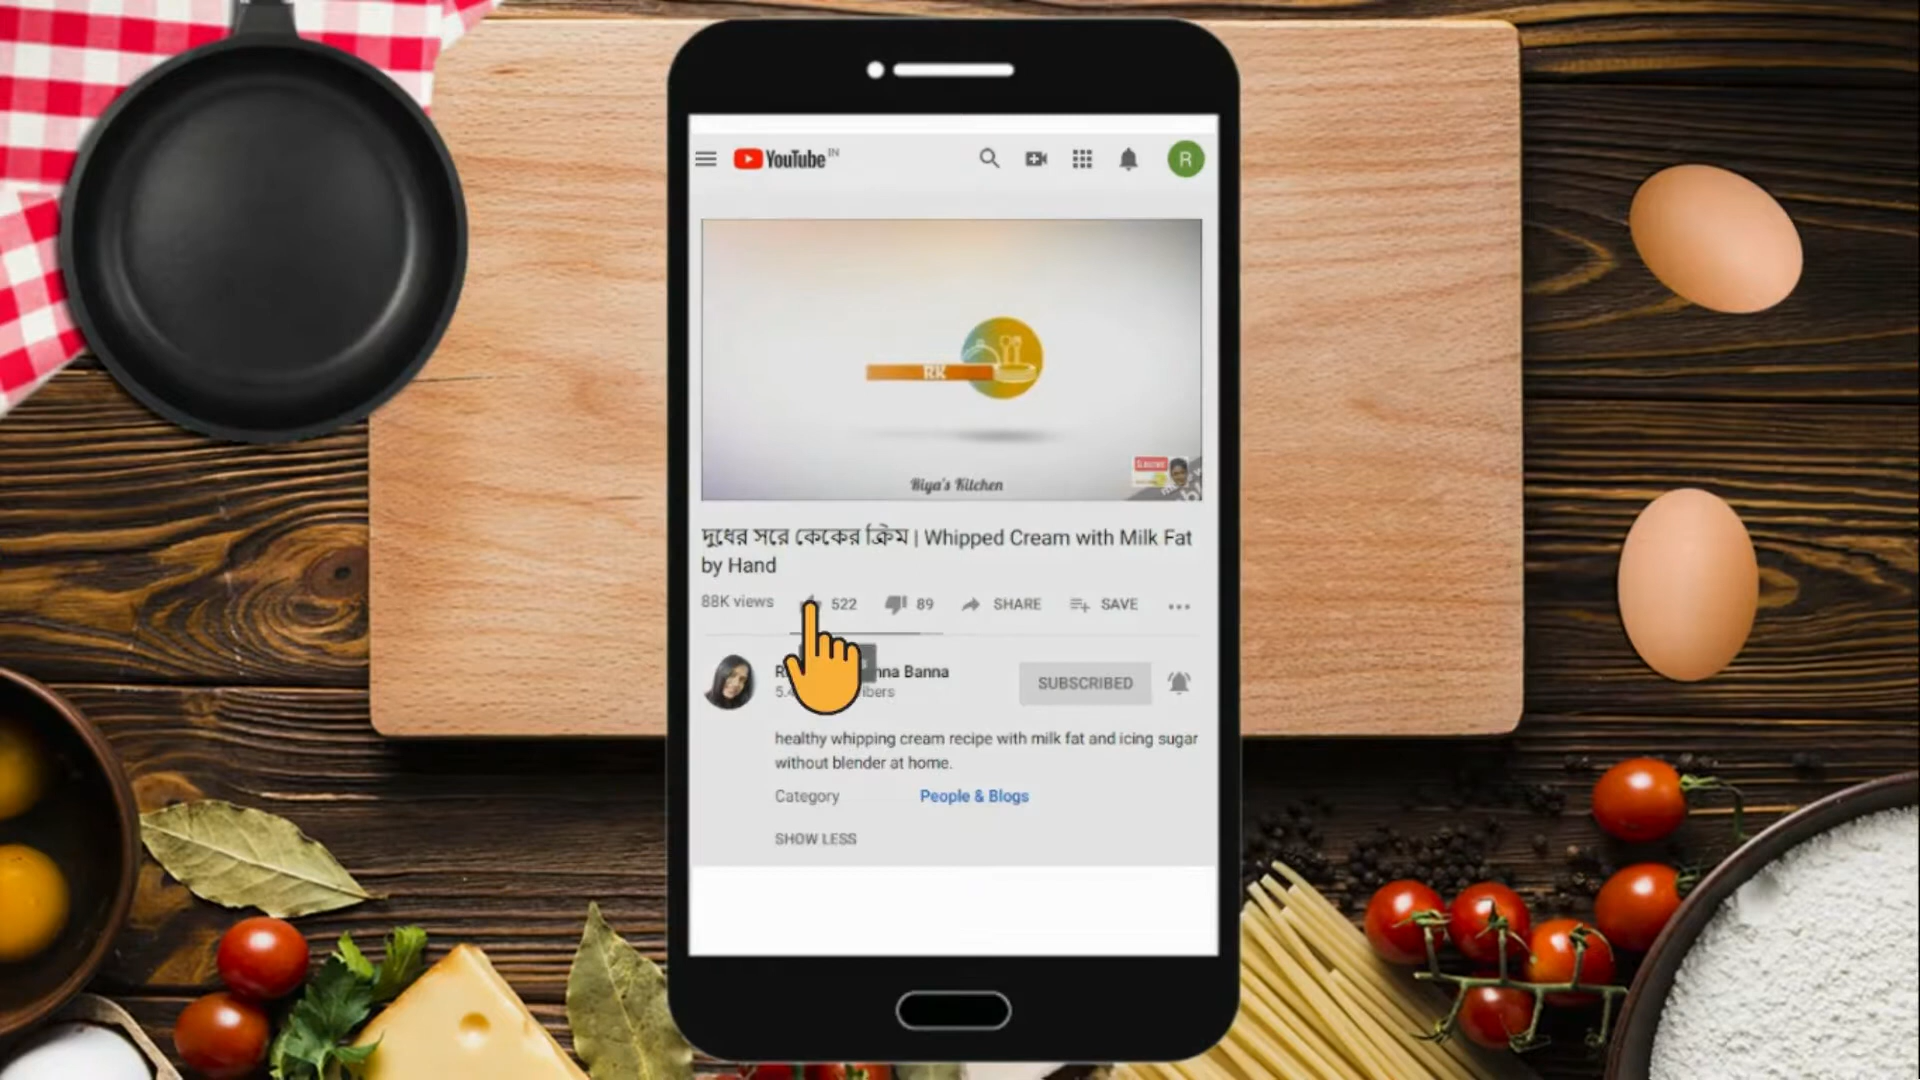 YouTube IN
R
RK
SUBSCRIBE
Riya's Kitchen
দুধের সরে কেকের ক্রিম | Whipped Cream with Milk Fat
by Hand
88K views 522 89 SHARE SAVE
Banna
SUBSCRIBED
healthy whipping cream recipe with milk fat and icing sugar
without blender at home.
Category People & Blogs
SHOW LESS